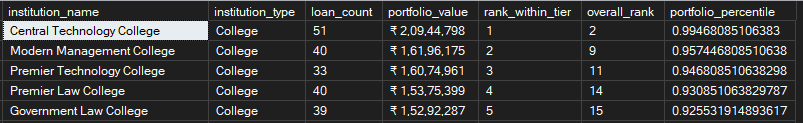 institution_name institution_type loan_count portfolio_value rank_within_tier overall_rank portfolio_percentile
Central Technology College College 51 ₹ 2,09,44,798 1 2 0.99468085106383
Modern Management College College 40 ₹ 1,61,96,175 2 9 0.957446808510638
Premier Technology College College 33 ₹ 1,60,74,961 3 11 0.946808510638298
Premier Law College College 40 ₹ 1,53,75,399 4 14 0.930851063829787
Government Law College College 39 ₹ 1,52,92,287 5 15 0.925531914893617